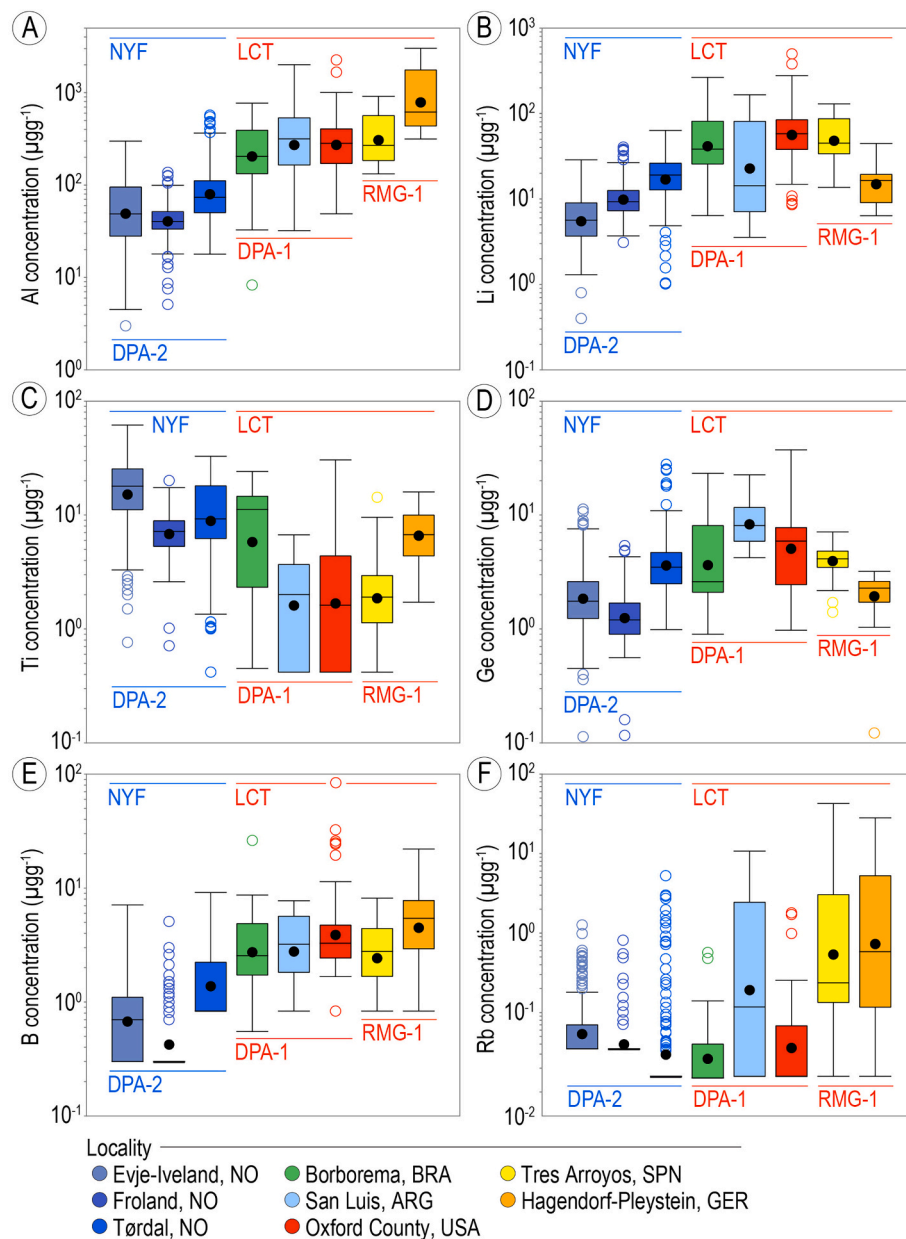 A
NYF
LCT
Al concentration (µgg⁻¹)
10³
10²
10¹
10⁰
RMG-1
DPA-1
DPA-2
B
NYF
LCT
Li concentration (µgg⁻¹)
10³
10²
10¹
10⁰
10⁻¹
RMG-1
DPA-1
DPA-2
C
NYF
LCT
Ti concentration (µgg⁻¹)
10²
10¹
10⁰
10⁻¹
DPA-2
DPA-1
RMG-1
D
NYF
LCT
Ge concentration (µgg⁻¹)
10²
10¹
10⁰
10⁻¹
DPA-2
DPA-1
RMG-1
E
NYF
LCT
B concentration (µgg⁻¹)
10²
10¹
10⁰
10⁻¹
DPA-2
DPA-1
RMG-1
F
NYF
LCT
Rb concentration (µgg⁻¹)
10²
10¹
10⁰
10⁻¹
10⁻²
DPA-2
DPA-1
RMG-1
Locality
Evje-Iveland, NO
Froland, NO
Tørdal, NO
Borborema, BRA
San Luis, ARG
Oxford County, USA
Tres Arroyos, SPN
Hagendorf-Pleystein, GER